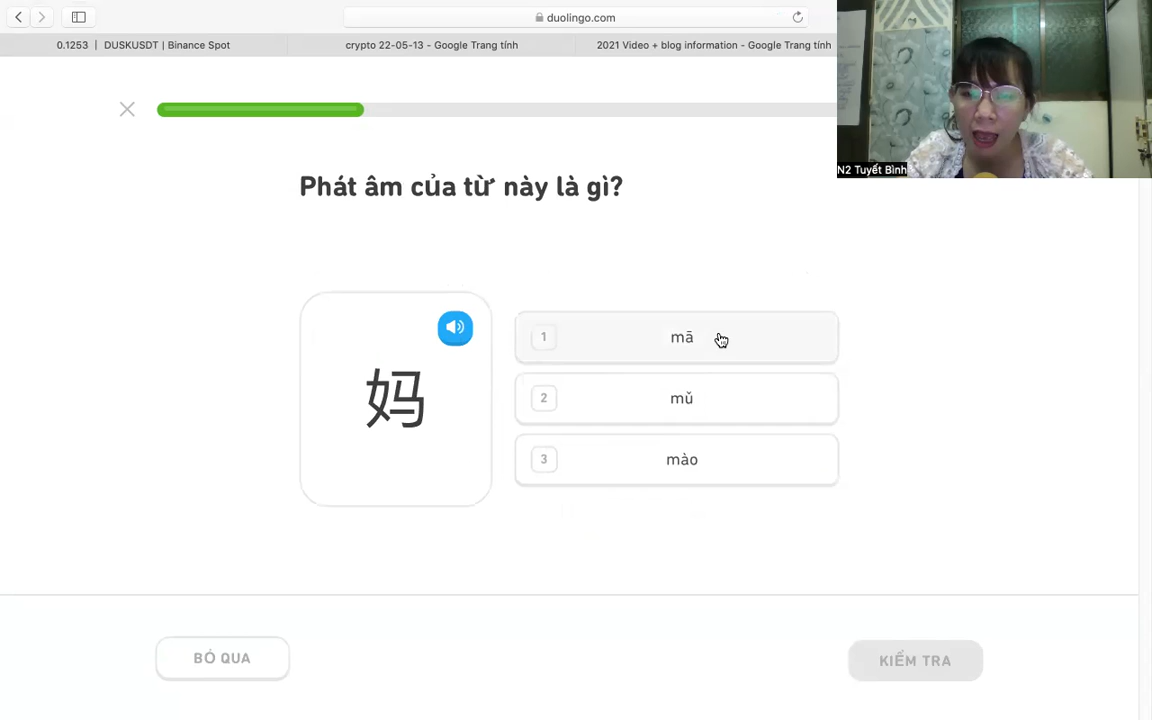 duolingo.com
0.1253 | DUSKUSDT | Binance Spot
crypto 22-05-13 - Google Trang tính
2021 Video + blog information - Google Trang tính
N2 Tuyết Bình
Phát âm của từ này là gì?
妈
1 mā
2 mǔ
3 mào
BỎ QUA
KIỂM TRA